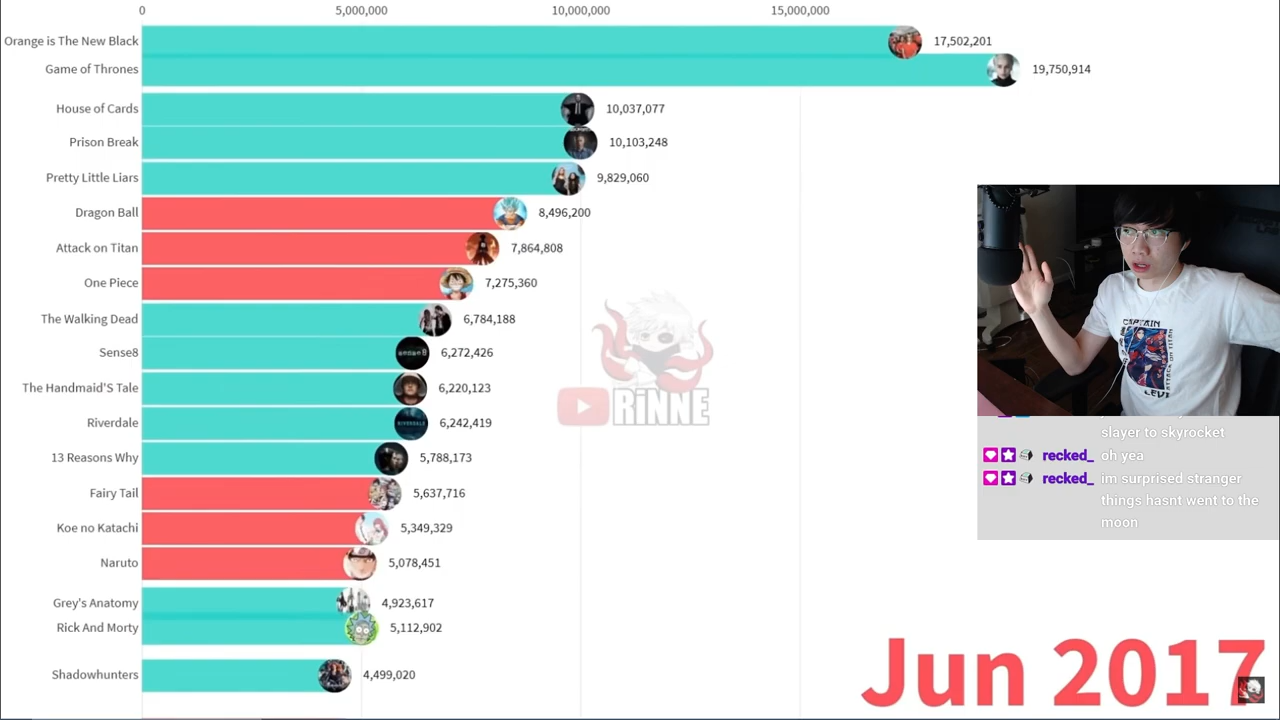 0 5,000,000 10,000,000 15,000,000
Orange is The New Black 17,502,201
Game of Thrones 19,750,914
House of Cards 10,037,077
Prison Break 10,103,248
Pretty Little Liars 9,829,060
Dragon Ball 8,496,200
Attack on Titan 7,864,808
One Piece 7,275,360
The Walking Dead 6,784,188
Sense8 sense8 6,272,426
The Handmaid'S Tale 6,220,123
Riverdale RIVERDALE 6,242,419
13 Reasons Why 5,788,173
Fairy Tail 5,637,716
Koe no Katachi 5,349,329
Naruto 5,078,451
Grey's Anatomy 4,923,617
Rick And Morty 5,112,902
Shadowhunters 4,499,020
RiNNE
CAPTAIN
ATTACK ON TITAN
LEVI
slayer to skyrocket
recked_ oh yea
recked_ im surprised stranger
things hasnt went to the
moon
Jun 2017